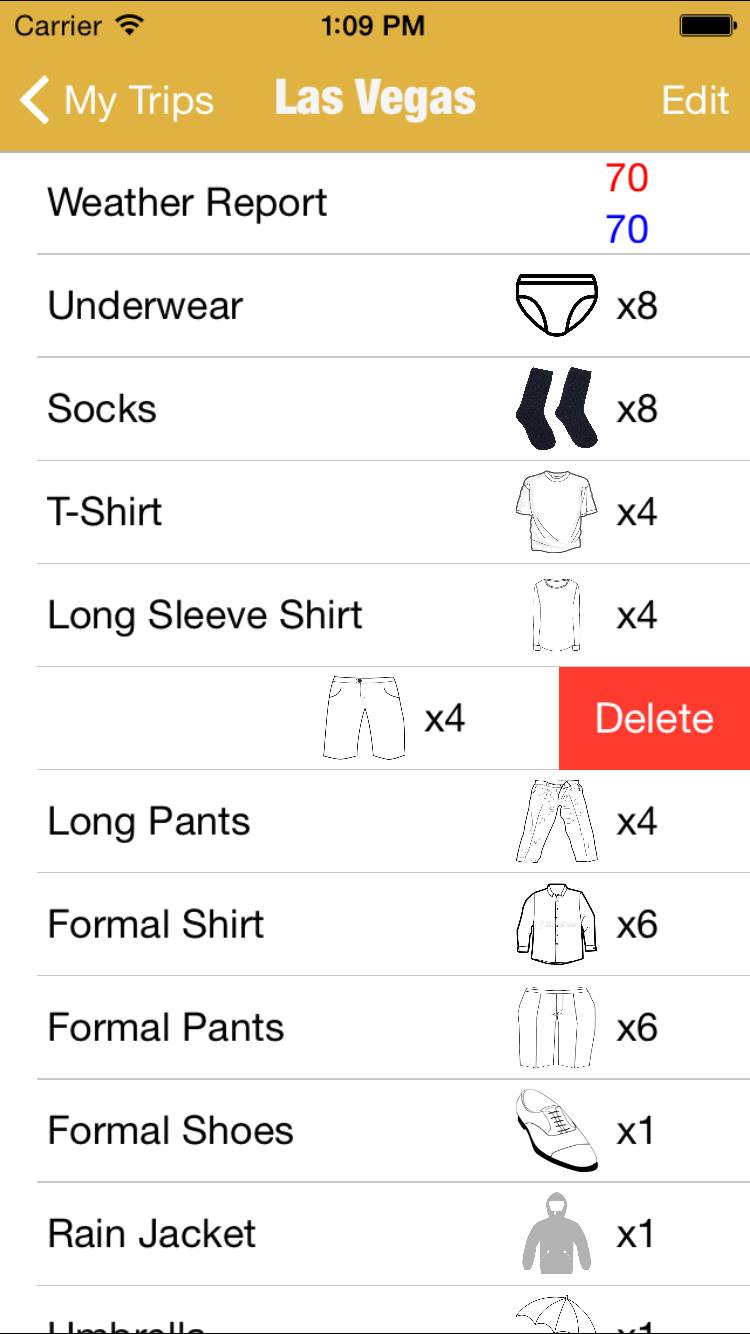 Carrier 1:09 PM
My Trips Las Vegas Edit
Weather Report 70
70
Underwear x8
Socks x8
T-Shirt x4
Long Sleeve Shirt x4
x4 Delete
Long Pants x4
Formal Shirt x6
Formal Pants x6
Formal Shoes x1
Rain Jacket x1
Umbrella x1